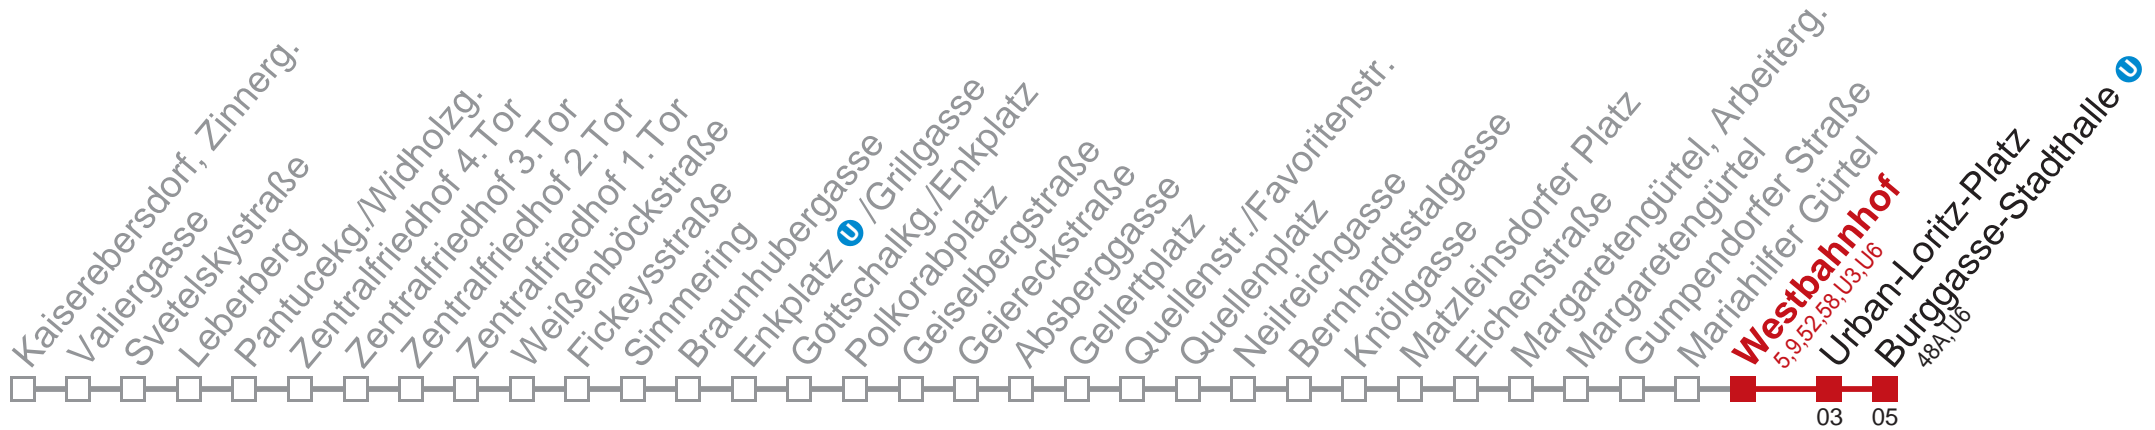 Kaiserebersdorf, Zinnerg.
Valiergasse
Svetelskystraße
Leberberg
Pantucekg./Widholzg.
Zentralfriedhof 4. Tor
Zentralfriedhof 3. Tor
Zentralfriedhof 2. Tor
Zentralfriedhof 1. Tor
Weißenböckstraße
Fickeysstraße
Simmering
Braunhubergasse
Enkplatz U /Grillgasse
Gottschalkg./Enkplatz
Polkorabplatz
Geiselbergstraße
Geiereckstraße
Absberggasse
Gellertplatz
Quellenstr./Favoritenstr.
Quellenplatz
Neilreichgasse
Bernhardtstalgasse
Knöllgasse
Matzleinsdorfer Platz
Eichenstraße
Margaretengürtel, Arbeiterg.
Margaretengürtel
Gumpendorfer Straße
Mariahilfer Gürtel
Westbahnhof
5,9,52,58,U3,U6
Urban-Loritz-Platz
Burggasse-Stadthalle U
48A,U6
03
05